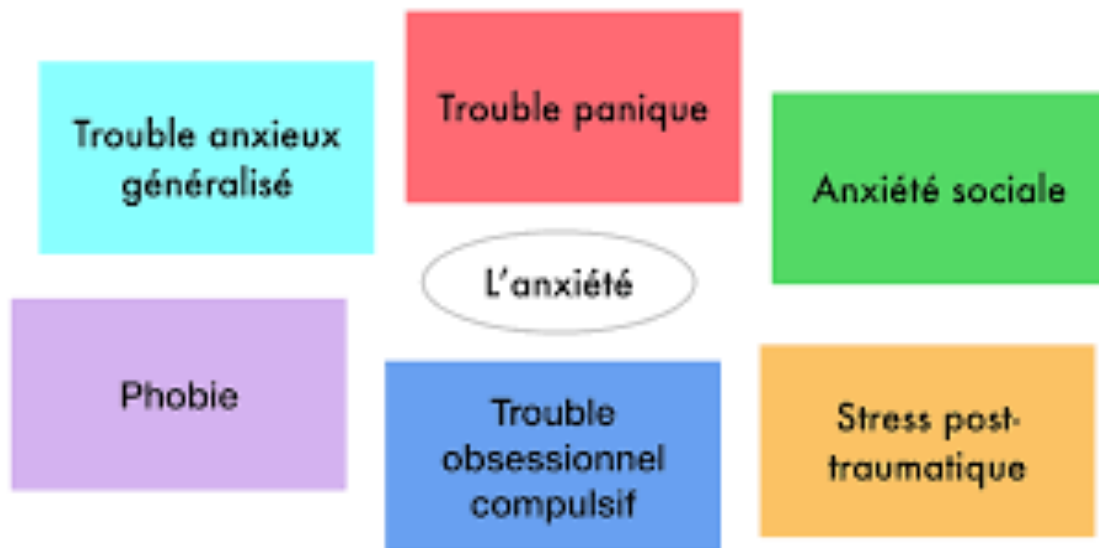 Trouble anxieux
généralisé
Trouble panique
Anxiété sociale
L'anxiété
Phobie
Trouble
obsessionnel
compulsif
Stress post-
traumatique